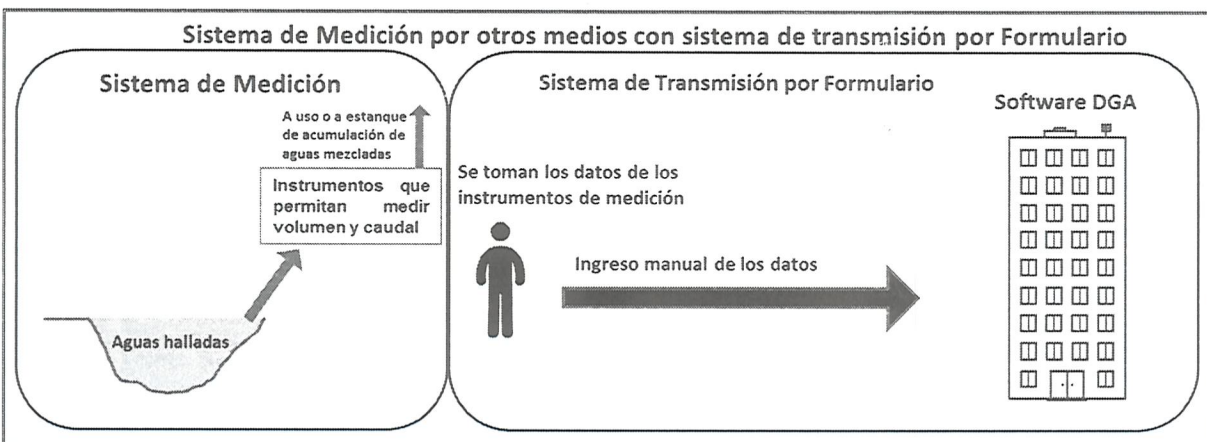 Sistema de Medición por otros medios con sistema de transmisión por Formulario
Sistema de Medición
A uso o a estanque
de acumulación de
aguas mezcladas
Instrumentos que
permitan medir
volumen y caudal
Aguas halladas
Sistema de Transmisión por Formulario
Software DGA
Se toman los datos de los
instrumentos de medición
Ingreso manual de los datos